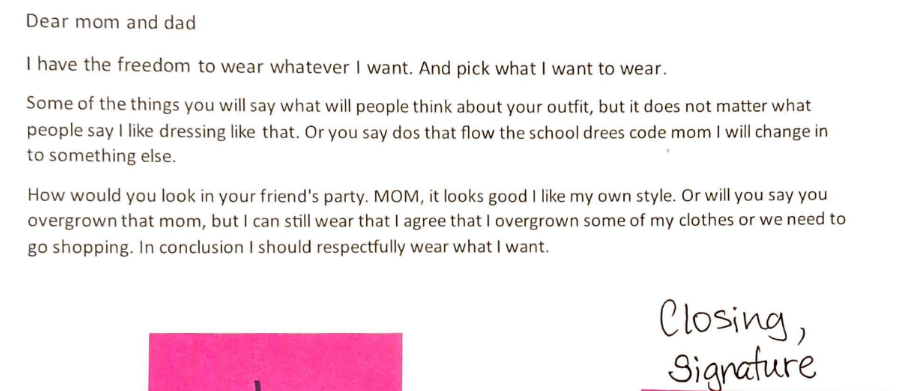 Dear mom and dad
I have the freedom to wear whatever I want. And pick what I want to wear.
Some of the things you will say what will people think about your outfit, but it does not matter what
people say I like dressing like that. Or you say dos that flow the school drees code mom I will change in
to something else.
How would you look in your friend's party. MOM, it looks good I like my own style. Or will you say you
overgrown that mom, but I can still wear that I agree that I overgrown some of my clothes or we need to
go shopping. In conclusion I should respectfully wear what I want.
Closing,
Signature